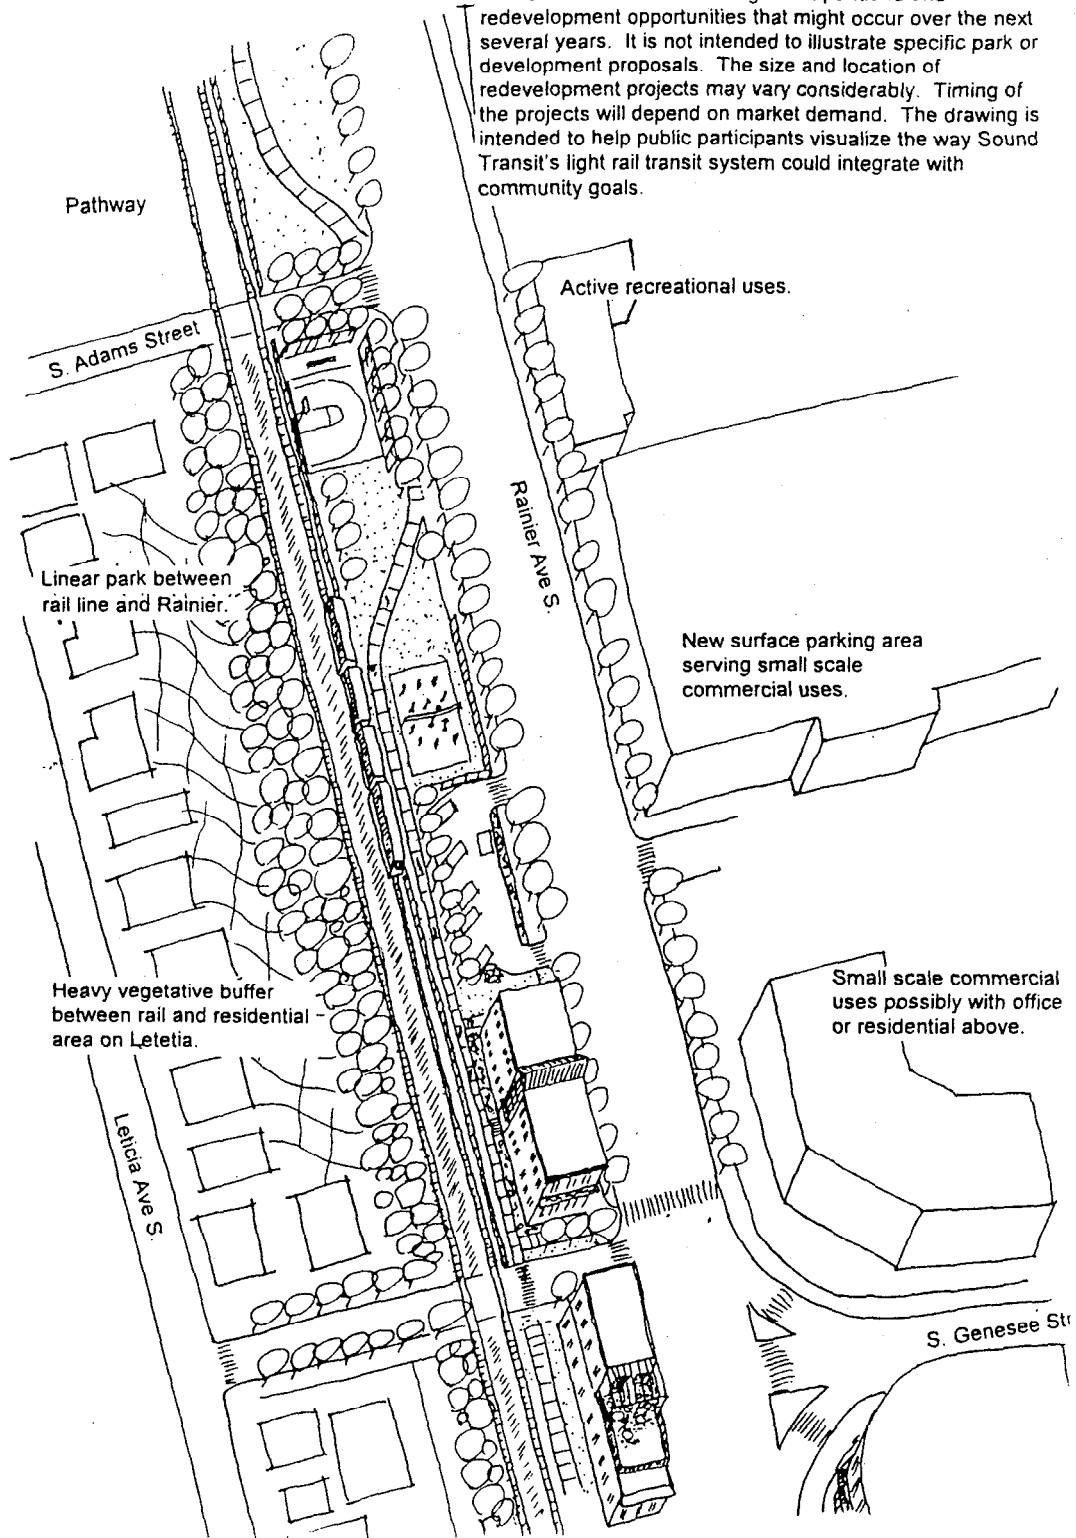 redevelopment opportunities that might occur over the next
several years. It is not intended to illustrate specific park or
development proposals. The size and location of
redevelopment projects may vary considerably. Timing of
the projects will depend on market demand. The drawing is
intended to help public participants visualize the way Sound
Transit's light rail transit system could integrate with
community goals.
Pathway
Active recreational uses.
S. Adams Street
Rainier Ave S.
Linear park between
rail line and Rainier.
New surface parking area
serving small scale
commercial uses.
Heavy vegetative buffer
between rail and residential
area on Letetia.
Small scale commercial
uses possibly with office
or residential above.
Leticia Ave S.
S. Genesee Str